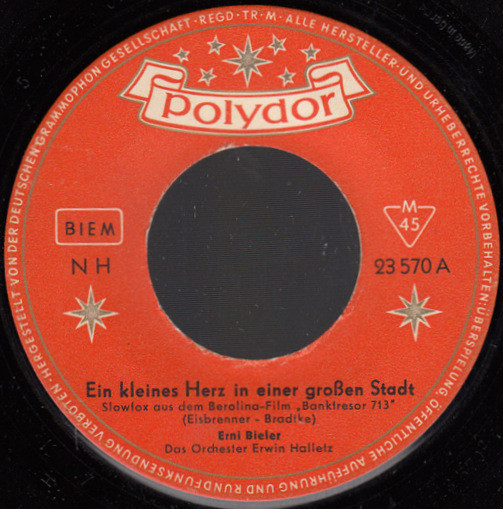 HERGESTELLT VON DER DEUTSCHEN GRAMMOPHON GESELLSCHAFT · REGD · TR · M · ALLE HERSTELLER- UND URHEBERRECHTE VORBEHALTEN · ÜBERSPIELUNG, ÖFFENTLICHE AUFFÜHRUNG UND RUNDFUNKSENDUNG VERBOTEN ·
Polydor
BIEM
M
45
NH
23 570 A
Ein kleines Herz in einer großen Stadt
Slowfox aus dem Berolina-Film „Banktresor 713"
(Eisbrenner - Bradtke)
Erni Bieler
Das Orchester Erwin Halletz